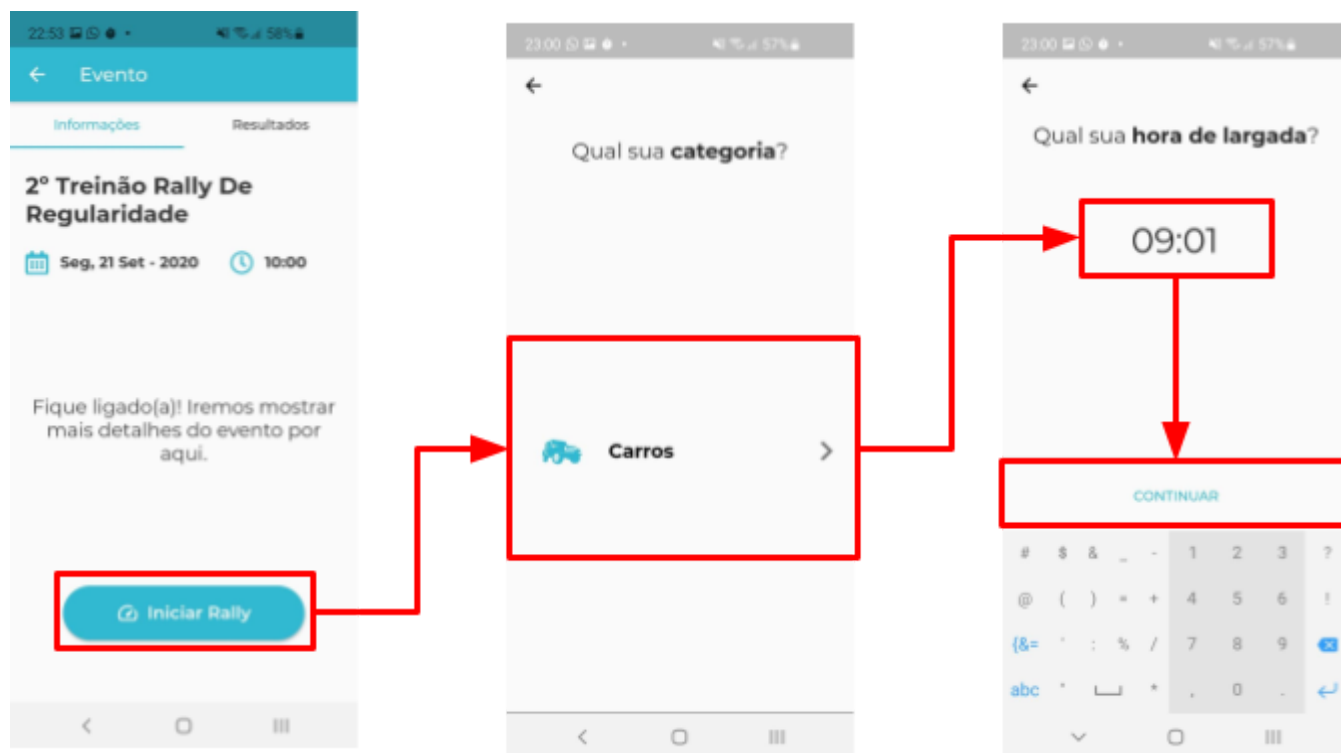 22:53 58%
Evento
Informações Resultados
2º Treinão Rally De
Regularidade
Seg, 21 Set - 2020 10:00
Fique ligado(a)! Iremos mostrar
mais detalhes do evento por
aqui.
Iniciar Rally
23:00 57%
Qual sua categoria?
Carros
23:00 57%
Qual sua hora de largada?
09:01
CONTINUAR
# $ & _ - 1 2 3 ?
@ ( ) = + 4 5 6 !
{&= : % / 7 8 9
abc * , 0 .